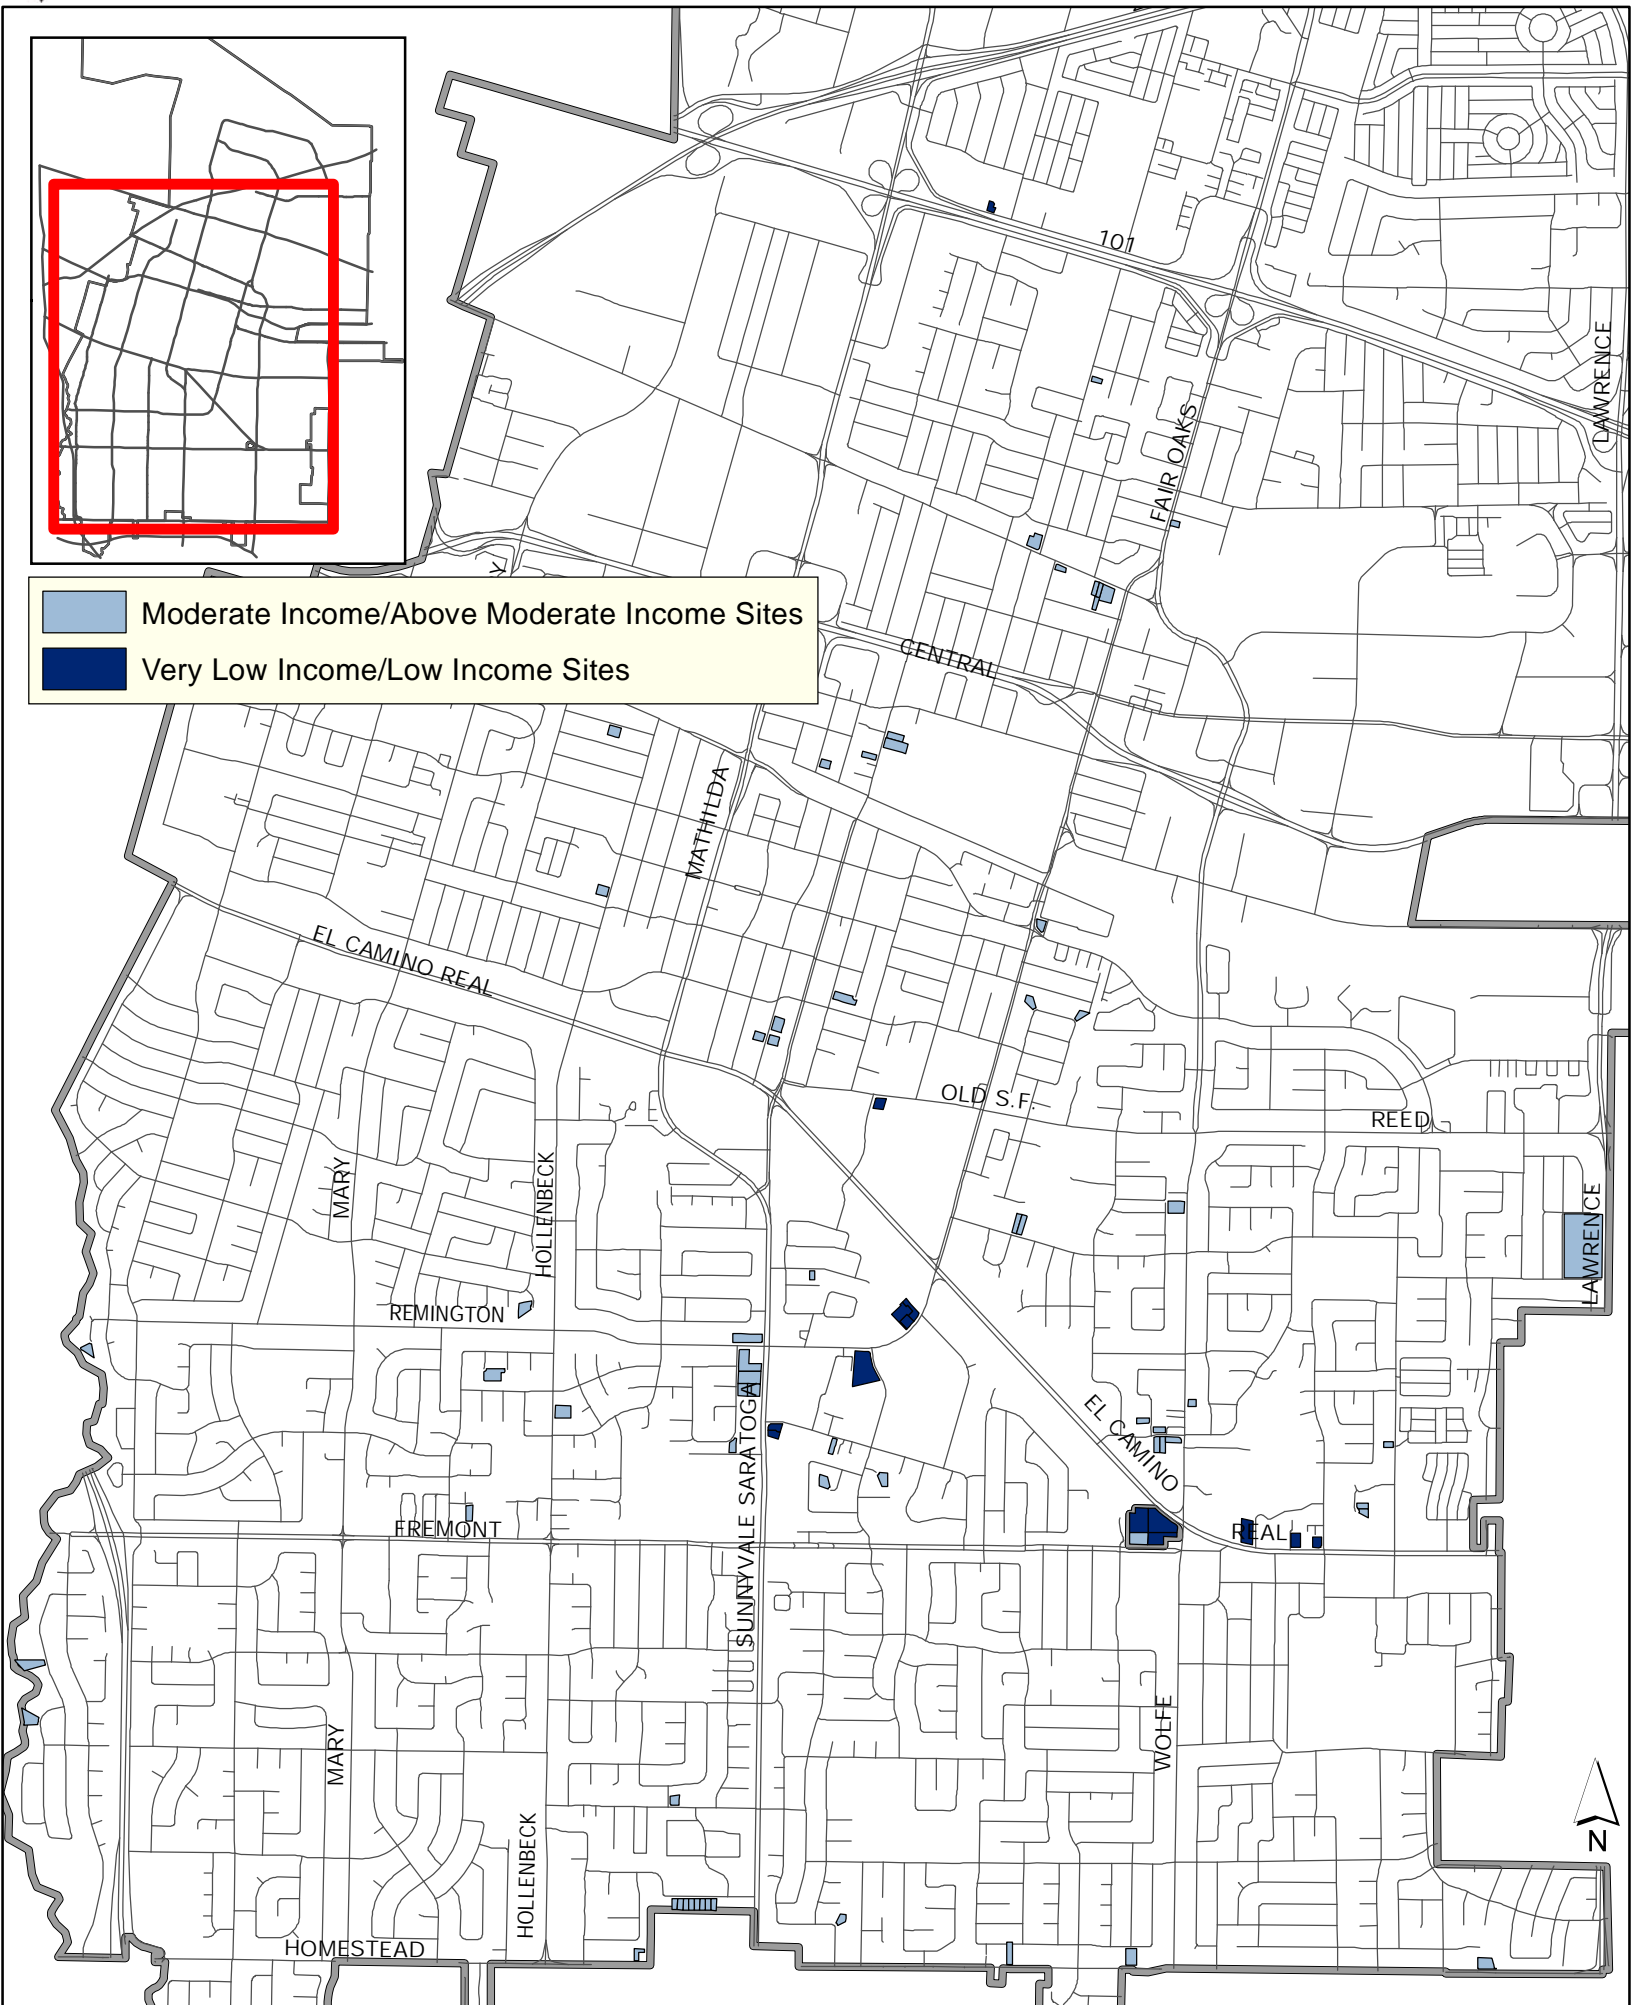 101
LAWRENCE
FAIR OAKS
Y
Moderate Income/Above Moderate Income Sites
Very Low Income/Low Income Sites
CENTRAL
MATHILDA
EL CAMINO REAL
OLD S.F.
REED
MARY
HOLLENBECK
LAWRENCE
REMINGTON
EL CAMINO
REAL
SUNNYVALE SARATOGA
FREMONT
WOLFE
MARY
HOLLENBECK
N
HOMESTEAD